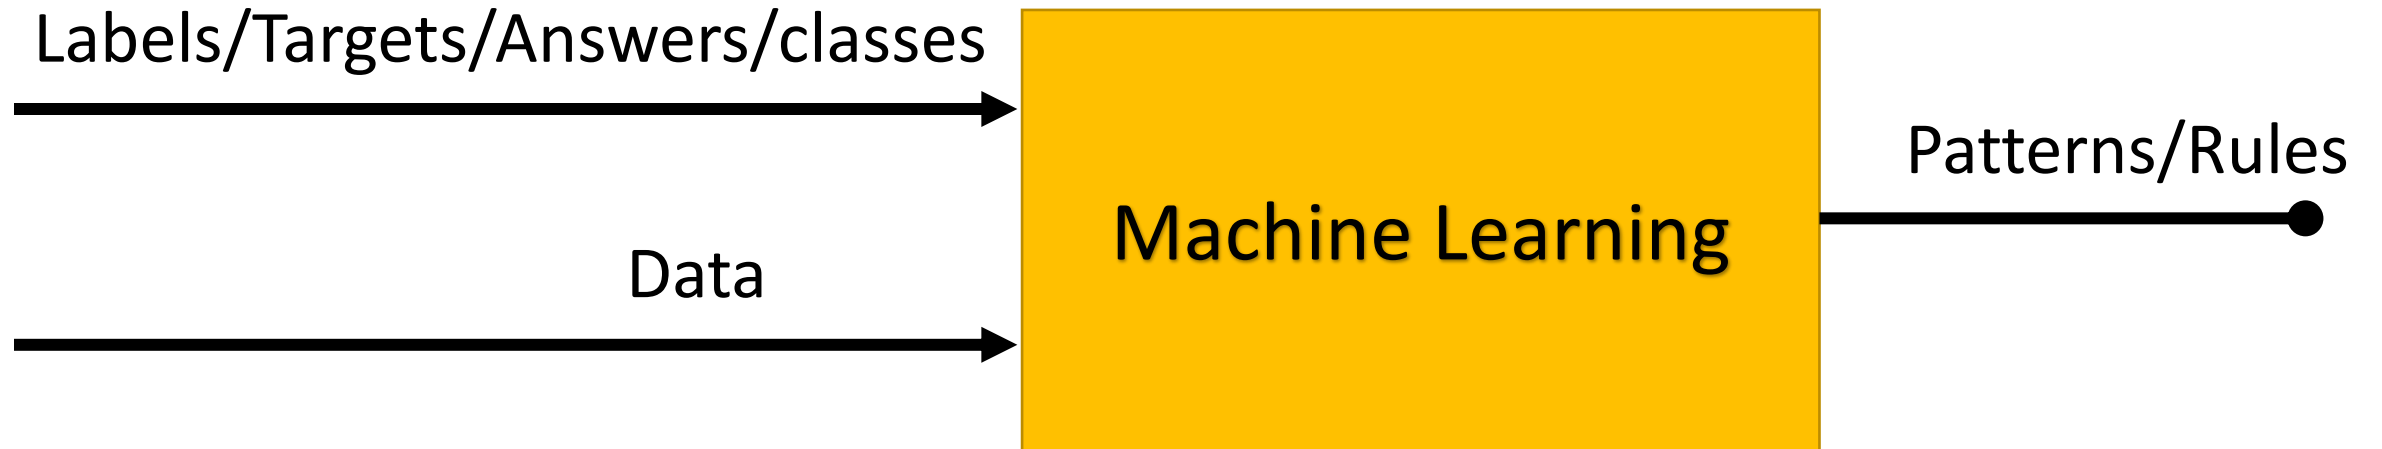 Labels/Targets/Answers/classes
Data
Machine Learning
Patterns/Rules